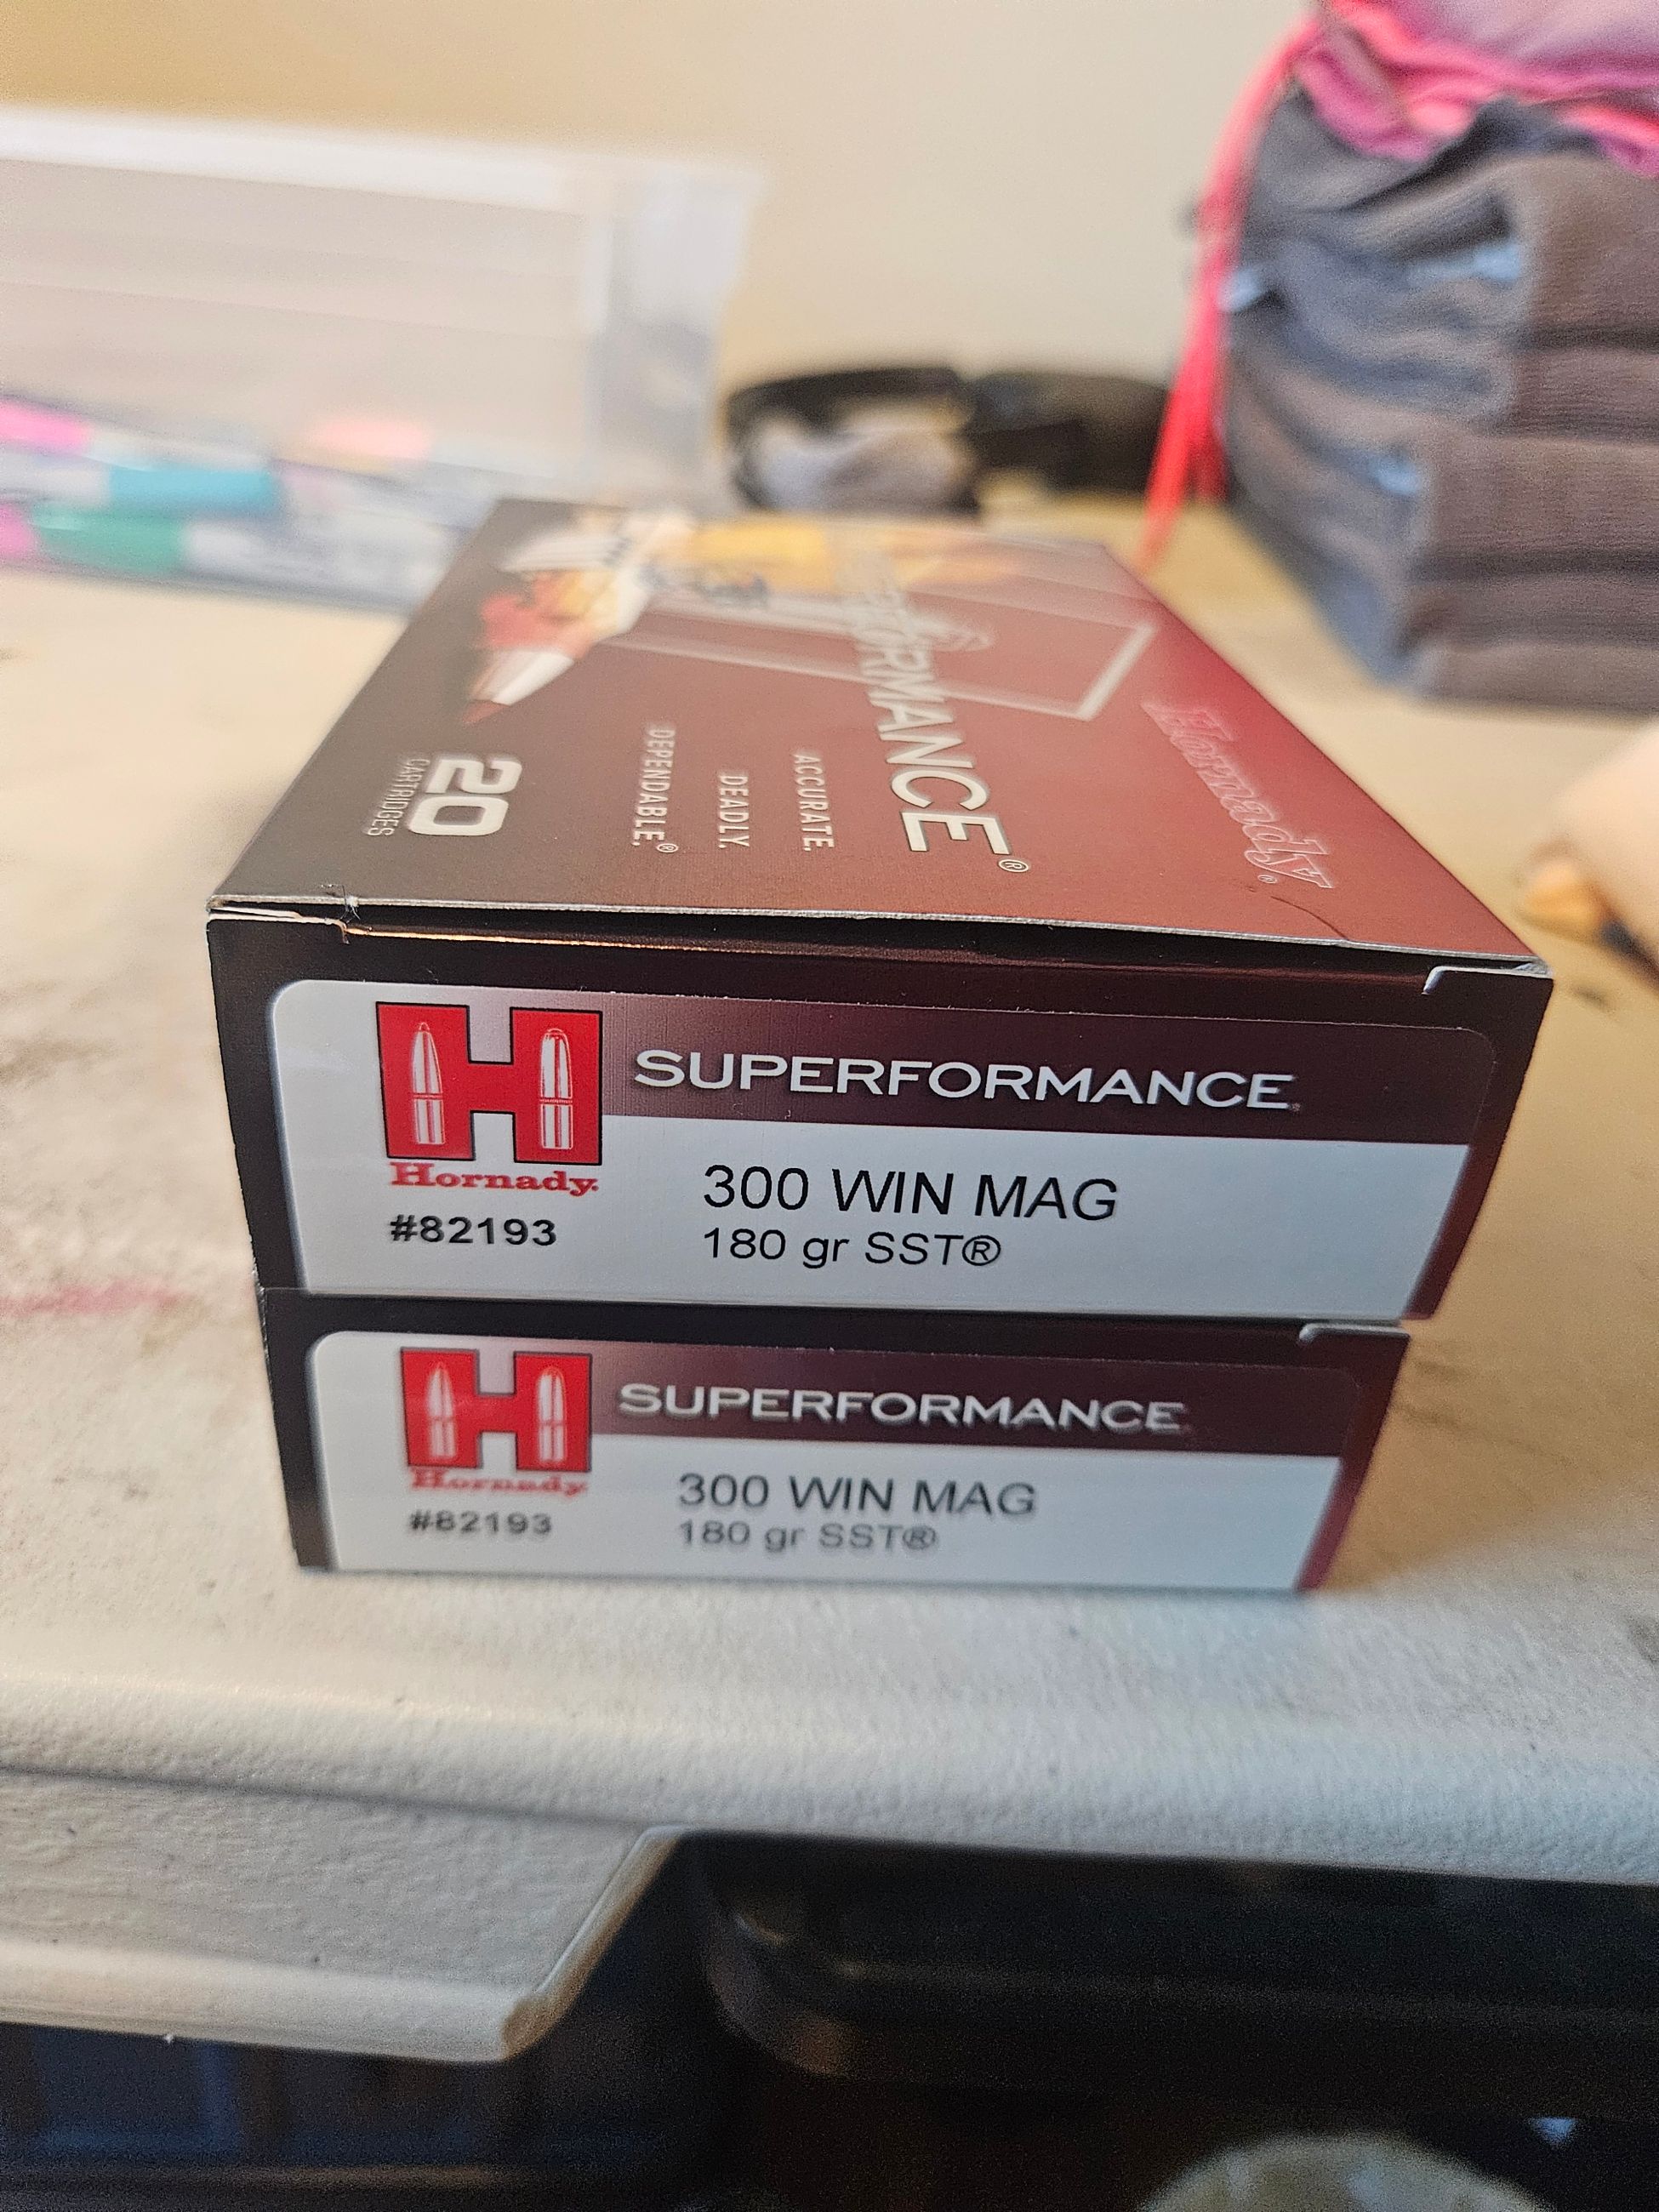 Hornady®
SUPERFORMANCE®
ACCURATE.
DEADLY.
DEPENDABLE.®
20
CARTRIDGES
SUPERFORMANCE
Hornady.
#82193
300 WIN MAG
180 gr SST®
SUPERFORMANCE
Hornady
#82193
300 WIN MAG
180 gr SST®